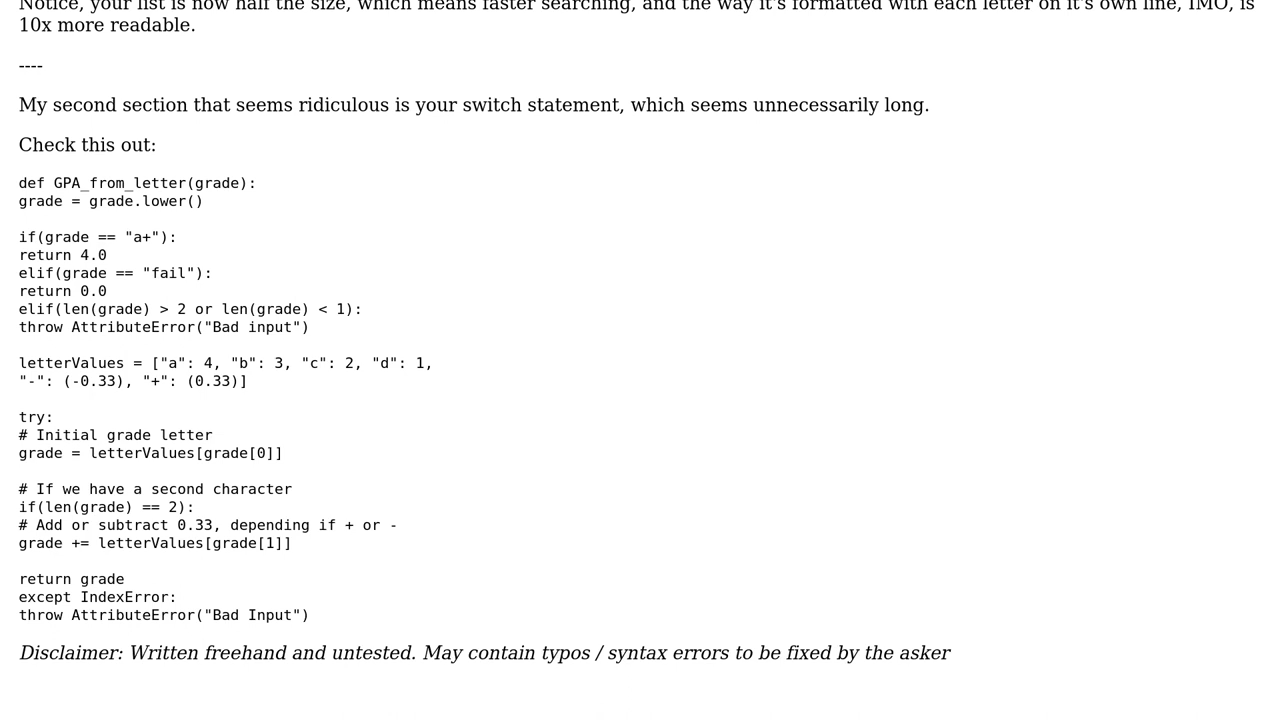 Notice, your list is now half the size, which means faster searching, and the way it's formatted with each letter on it's own line, IMO, is
10x more readable.
----
My second section that seems ridiculous is your switch statement, which seems unnecessarily long.
Check this out:
def GPA_from_letter(grade):
grade = grade.lower()
if(grade == "a+"):
return 4.0
elif(grade == "fail"):
return 0.0
elif(len(grade) > 2 or len(grade) < 1):
throw AttributeError("Bad input")
letterValues = ["a": 4, "b": 3, "c": 2, "d": 1,
"-": (-0.33), "+": (0.33)]
try:
# Initial grade letter
grade = letterValues[grade[0]]
# If we have a second character
if(len(grade) == 2):
# Add or subtract 0.33, depending if + or -
grade += letterValues[grade[1]]
return grade
except IndexError:
throw AttributeError("Bad Input")
Disclaimer: Written freehand and untested. May contain typos / syntax errors to be fixed by the asker